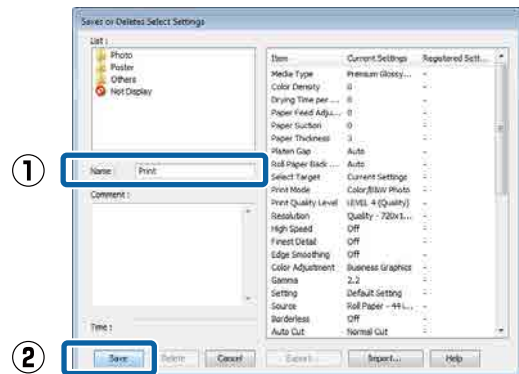 Saves or Deletes Select Settings
List :
Photo
Poster
Others
Not Display
① Name : Print
Comment :
Time :
② Save Delete Cancel Export... Import... Help
Item Current Settings Registered Sett...
Media Type Premium Glossy... -
Color Density 0 -
Drying Time per ... 0 -
Paper Feed Adju... 0 -
Paper Suction 0 -
Paper Thickness 3 -
Platen Gap Auto -
Roll Paper Back ... Auto -
Select Target Current Settings -
Print Mode Color/B&W Photo -
Print Quality Level LEVEL 4 (Quality) -
Resolution Quality - 720x1... -
High Speed Off -
Finest Detail Off -
Edge Smoothing Off -
Color Adjustment Business Graphics -
Gamma 2.2 -
Setting Default Setting -
Source Roll Paper - 44 i... -
Borderless Off -
Auto Cut Normal Cut -